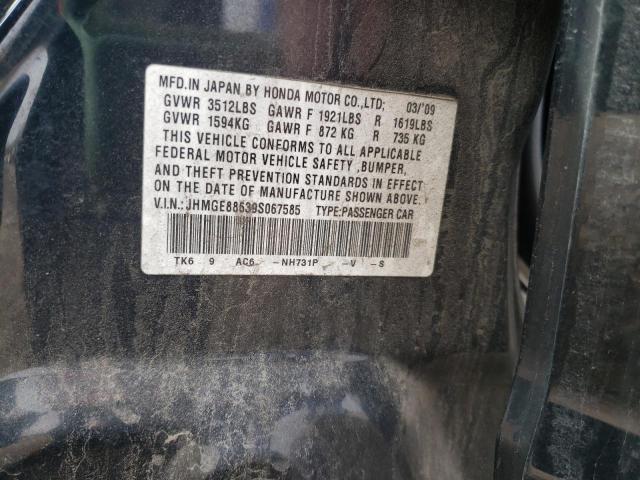 MFD.IN JAPAN BY HONDA MOTOR CO.,LTD; 03/'09
GVWR 3512LBS GAWR F 1921LBS R 1619LBS
GVWR 1594KG GAWR F 872 KG R 735 KG
THIS VEHICLE CONFORMS TO ALL APPLICABLE
FEDERAL MOTOR VEHICLE SAFETY ,BUMPER,
AND THEFT PREVENTION STANDARDS IN EFFECT
ON THE DATE OF MANUFACTURE SHOWN ABOVE.
V.I.N.: JHMGE88639S067585 TYPE:PASSENGER CAR
TK6 9 AC6 -NH731P -V -S